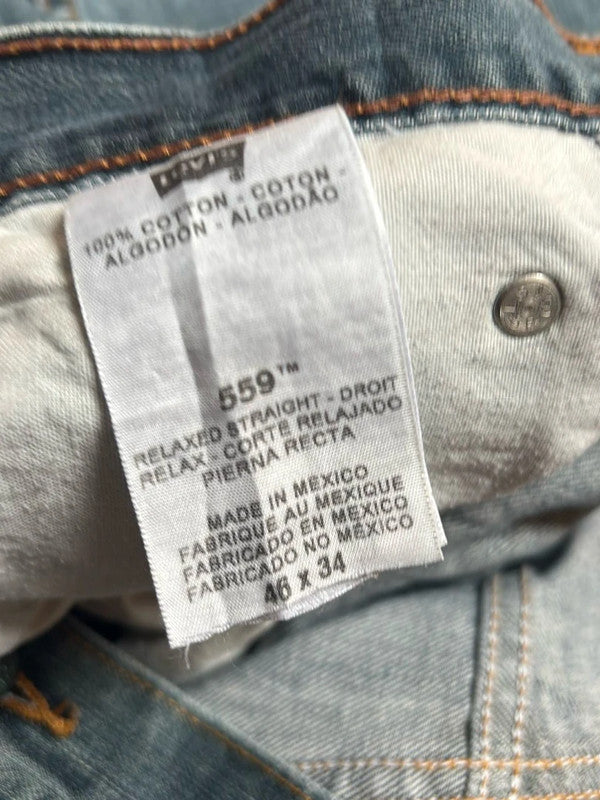 LEVI'S
®
100% COTTON - COTON -
ALGODÓN - ALGODÃO
559™
RELAXED STRAIGHT - DROIT
RELAX - CORTE RELAJADO
PIERNA RECTA
MADE IN MEXICO
FABRIQUE AU MEXIQUE
FABRICADO EN MEXICO
FABRICADO NO MEXICO
46 x 34